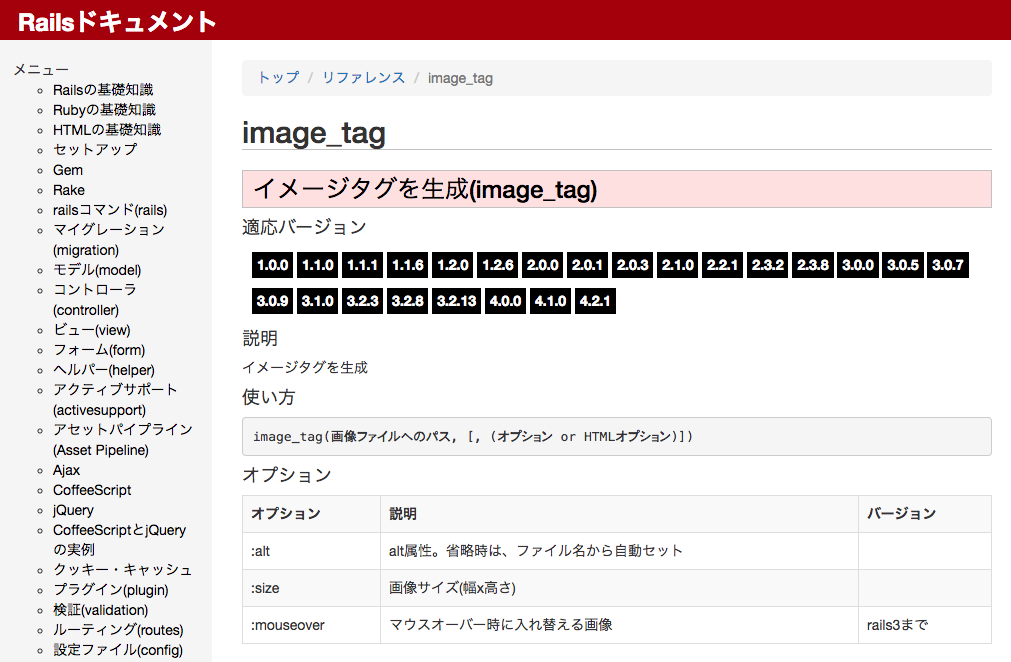 Railsドキュメント
メニュー
Railsの基礎知識
Rubyの基礎知識
HTMLの基礎知識
セットアップ
Gem
Rake
railsコマンド(rails)
マイグレーション
(migration)
モデル(model)
コントローラ
(controller)
ビュー(view)
フォーム(form)
ヘルパー(helper)
アクティブサポート
(activesupport)
アセットパイプライン
(Asset Pipeline)
Ajax
CoffeeScript
jQuery
CoffeeScriptとjQuery
の実例
クッキー・キャッシュ
プラグイン(plugin)
検証(validation)
ルーティング(routes)
設定ファイル(config)
トップ / リファレンス / image_tag
image_tag
イメージタグを生成(image_tag)
適応バージョン
1.0.0 1.1.0 1.1.1 1.1.6 1.2.0 1.2.6 2.0.0 2.0.1 2.0.3 2.1.0 2.2.1 2.3.2 2.3.8 3.0.0 3.0.5 3.0.7
3.0.9 3.1.0 3.2.3 3.2.8 3.2.13 4.0.0 4.1.0 4.2.1
説明
イメージタグを生成
使い方
image_tag(画像ファイルへのパス, [, (オプション or HTMLオプション)])
オプション
オプション 説明 バージョン
:alt alt属性。省略時は、ファイル名から自動セット
:size 画像サイズ(幅x高さ)
:mouseover マウスオーバー時に入れ替える画像 rails3まで